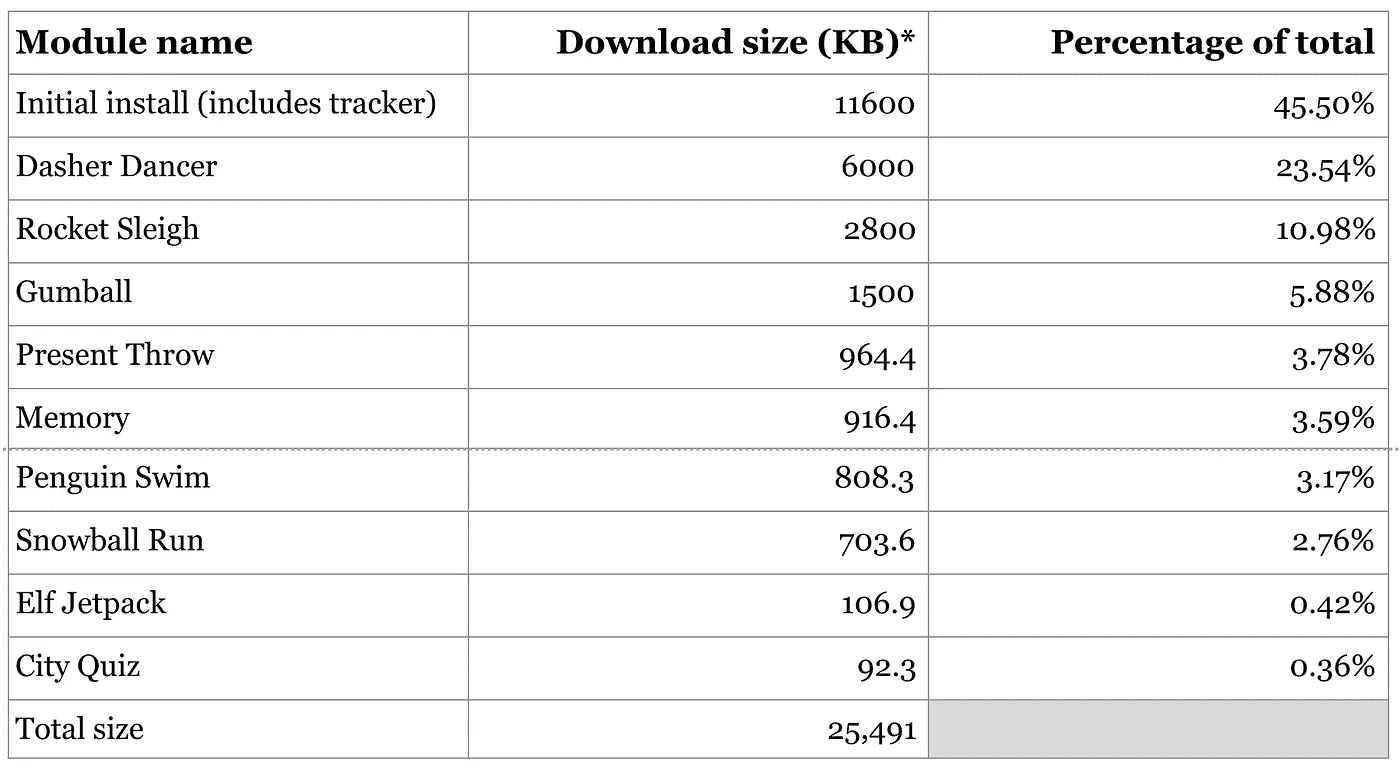 Module name Download size (KB)* Percentage of total
Initial install (includes tracker) 11600 45.50%
Dasher Dancer 6000 23.54%
Rocket Sleigh 2800 10.98%
Gumball 1500 5.88%
Present Throw 964.4 3.78%
Memory 916.4 3.59%
Penguin Swim 808.3 3.17%
Snowball Run 703.6 2.76%
Elf Jetpack 106.9 0.42%
City Quiz 92.3 0.36%
Total size 25,491